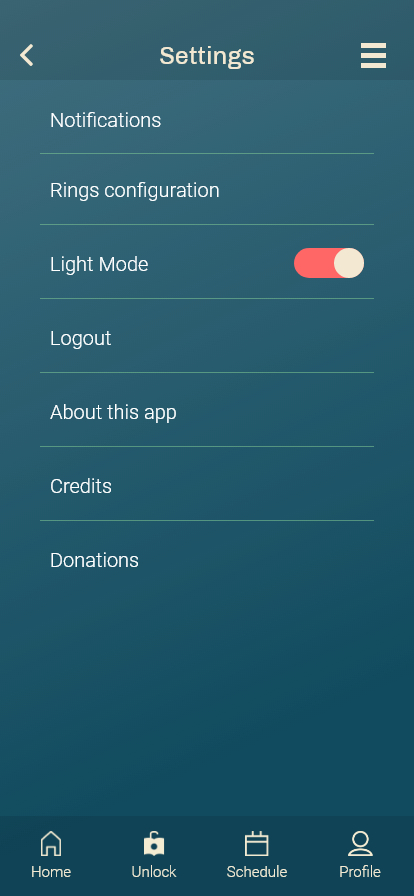 Settings
Notifications
Rings configuration
Light Mode
Logout
About this app
Credits
Donations
Home Unlock Schedule Profile